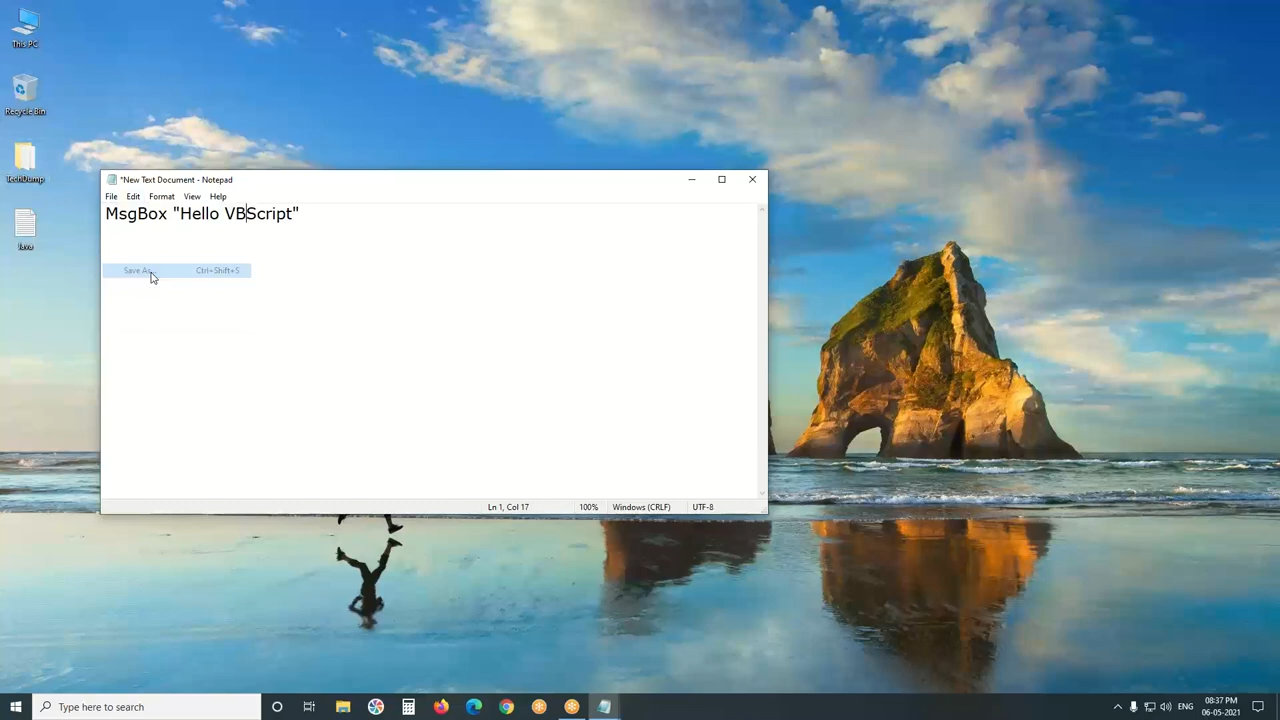 This PC
Recycle Bin
TechDump
Java
*New Text Document - Notepad
File Edit Format View Help
MsgBox "Hello VBScript"
Save As... Ctrl+Shift+S
Ln 1, Col 17 100% Windows (CRLF) UTF-8
Type here to search
ENG
08:37 PM
06-05-2021